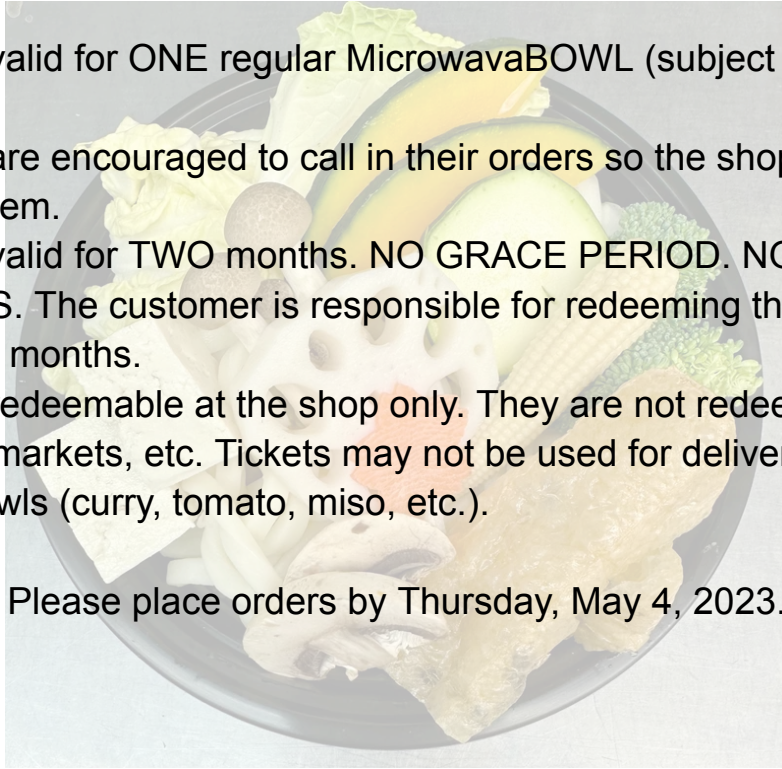 valid for ONE regular MicrowavaBOWL (subject
are encouraged to call in their orders so the shop
em.
valid for TWO months. NO GRACE PERIOD. NO
S. The customer is responsible for redeeming th
months.
redeemable at the shop only. They are not redee
markets, etc. Tickets may not be used for deliver
wls (curry, tomato, miso, etc.).
Please place orders by Thursday, May 4, 2023.